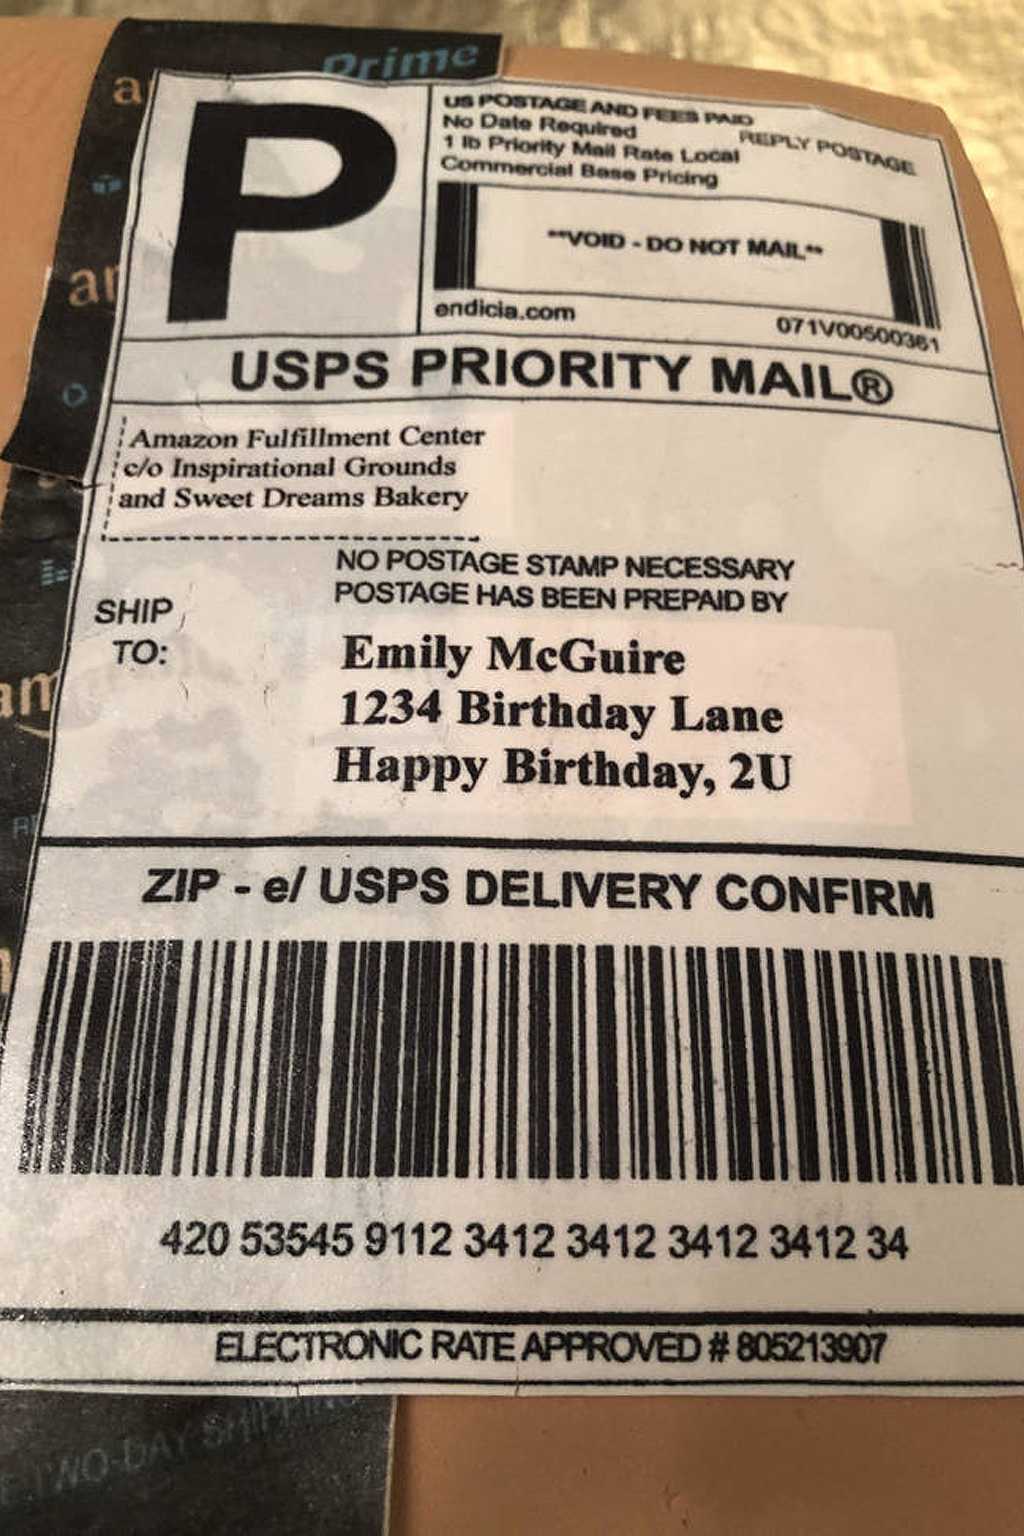 Prime
US POSTAGE AND FEES PAID
No Date Required
REPLY POSTAGE
1 lb Priority Mail Rate Local
Commercial Base Pricing
P
**VOID - DO NOT MAIL**
endicia.com
071V00500361
USPS PRIORITY MAIL®
Amazon Fulfillment Center
c/o Inspirational Grounds
and Sweet Dreams Bakery
NO POSTAGE STAMP NECESSARY
POSTAGE HAS BEEN PREPAID BY
SHIP
TO:
Emily McGuire
1234 Birthday Lane
Happy Birthday, 2U
ZIP - e/ USPS DELIVERY CONFIRM
420 53545 9112 3412 3412 3412 3412 34
ELECTRONIC RATE APPROVED # 805213907
TWO-DAY SHIPPING